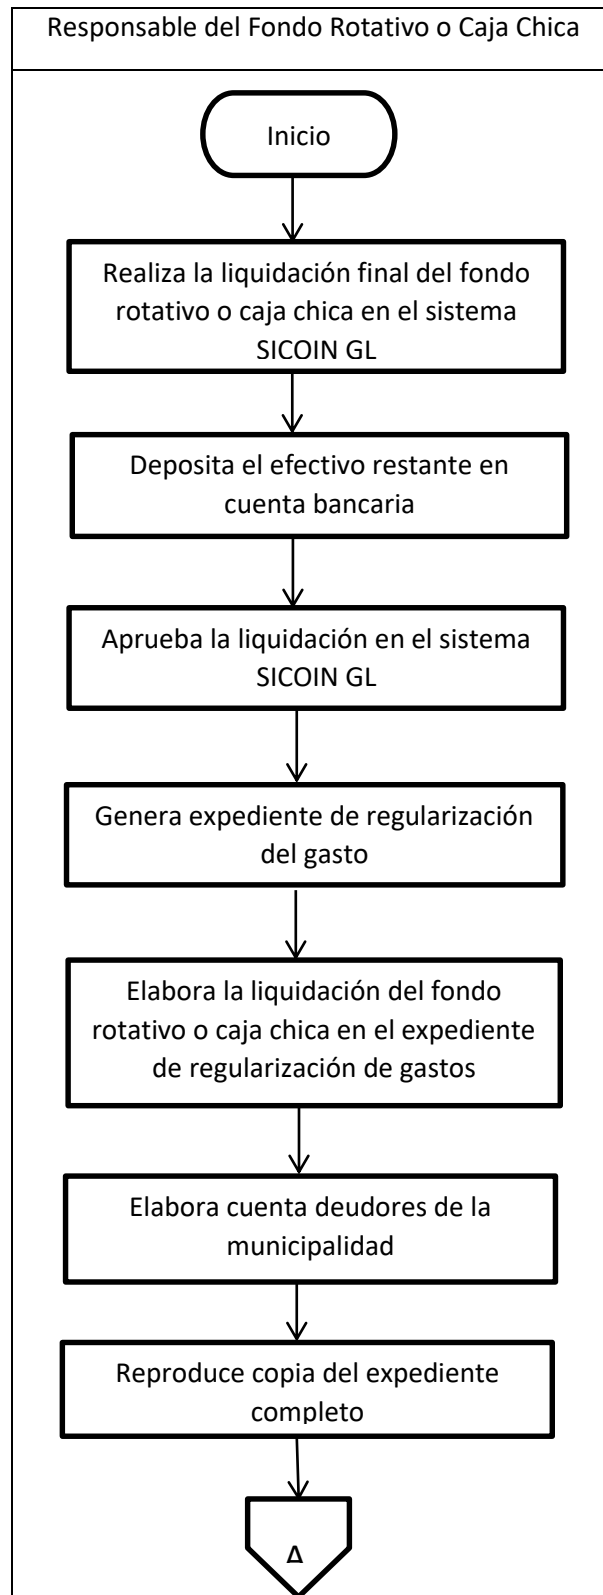 Responsable del Fondo Rotativo o Caja Chica
Inicio
Realiza la liquidación final del fondo
rotativo o caja chica en el sistema
SICOIN GL
Deposita el efectivo restante en
cuenta bancaria
Aprueba la liquidación en el sistema
SICOIN GL
Genera expediente de regularización
del gasto
Elabora la liquidación del fondo
rotativo o caja chica en el expediente
de regularización de gastos
Elabora cuenta deudores de la
municipalidad
Reproduce copia del expediente
completo
A